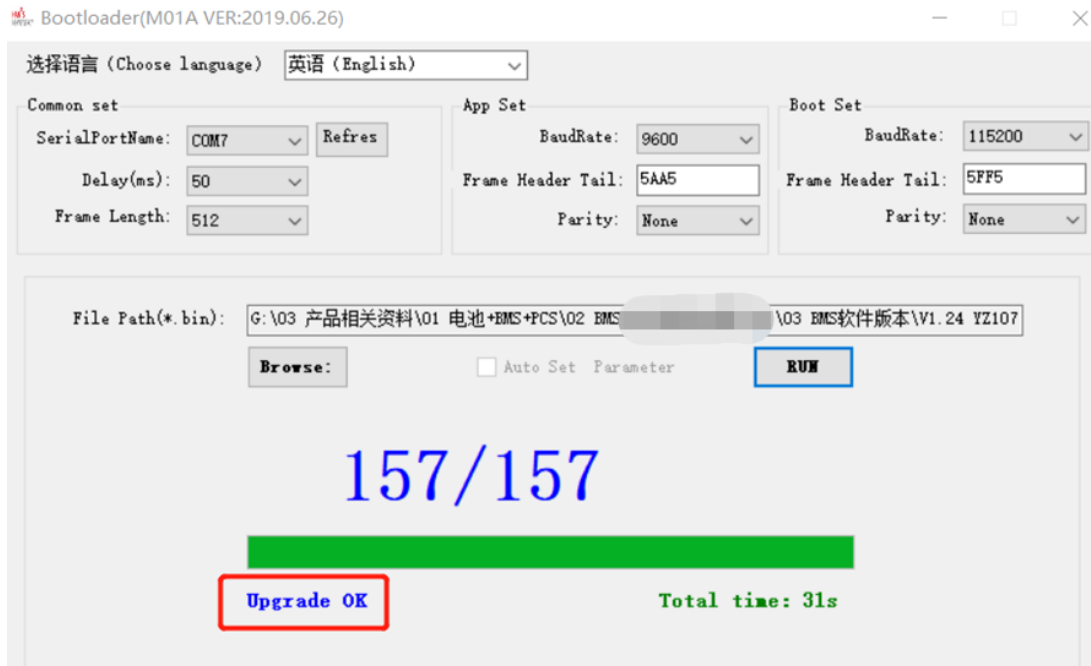 Bootloader(M01A VER:2019.06.26)
选择语言 (Choose language) 英语 (English)
Common set
SerialPortName: COM7 Refres
Delay(ms): 50
Frame Length: 512
App Set
BaudRate: 9600
Frame Header Tail: 5AA5
Parity: None
Boot Set
BaudRate: 115200
Frame Header Tail: 5FF5
Parity: None
File Path(*.bin): G:\03 产品相关资料\01 电池+BMS+PCS\02 BMS \03 BMS软件版本\V1.24 YZ107
Browse: Auto Set Parameter RUN
157/157
Upgrade OK Total time: 31s